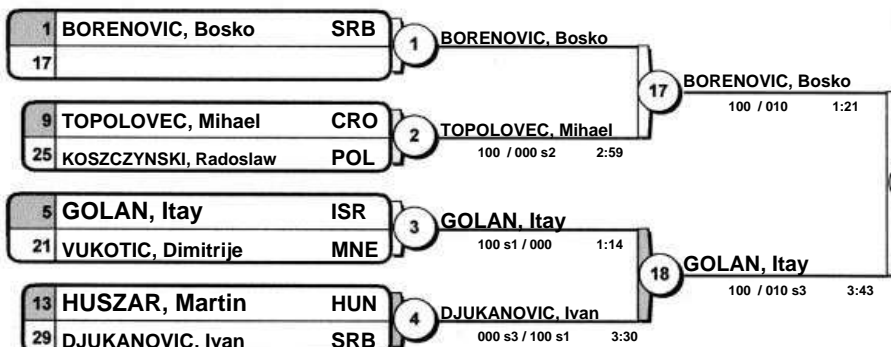 1 BORENOVIC, Bosko SRB
17
1
BORENOVIC, Bosko
9 TOPOLOVEC, Mihael CRO
25 KOSZCZYNSKI, Radoslaw POL
2
TOPOLOVEC, Mihael
100 / 000 s2 2:59
17
BORENOVIC, Bosko
100 / 010 1:21
5 GOLAN, Itay ISR
21 VUKOTIC, Dimitrije MNE
3
GOLAN, Itay
100 s1 / 000 1:14
13 HUSZAR, Martin HUN
29 DJUKANOVIC, Ivan SRB
4
DJUKANOVIC, Ivan
000 s3 / 100 s1 3:30
18
GOLAN, Itay
100 / 010 s3 3:43